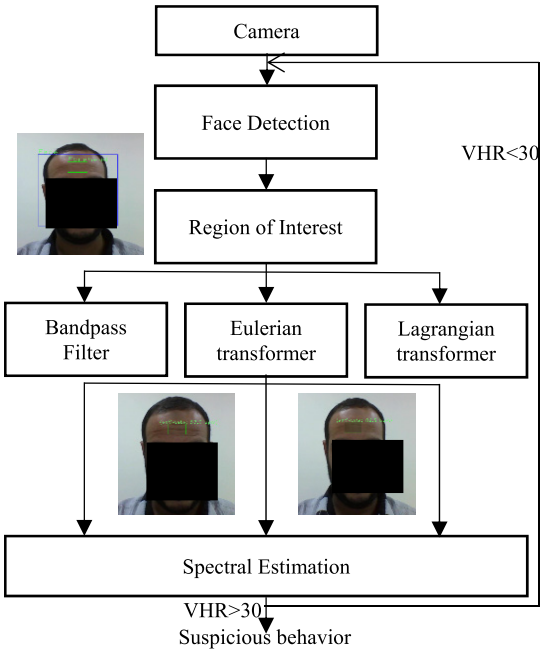 Camera
Face Detection
VHR<30
Region of Interest
Bandpass
Filter
Eulerian
transformer
Lagrangian
transformer
Spectral Estimation
VHR>30
Suspicious behavior